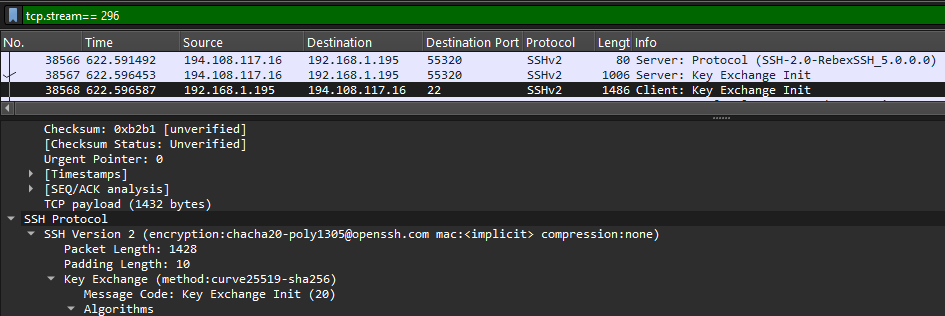 tcp.stream== 296
No. Time Source Destination Destination Port Protocol Lengt Info
38566 622.591492 194.108.117.16 192.168.1.195 55320 SSHv2 80 Server: Protocol (SSH-2.0-RebexSSH_5.0.0.0)
38567 622.596453 194.108.117.16 192.168.1.195 55320 SSHv2 1006 Server: Key Exchange Init
38568 622.596587 192.168.1.195 194.108.117.16 22 SSHv2 1486 Client: Key Exchange Init
Checksum: 0xb2b1 [unverified]
[Checksum Status: Unverified]
Urgent Pointer: 0
[Timestamps]
[SEQ/ACK analysis]
TCP payload (1432 bytes)
SSH Protocol
SSH Version 2 (encryption:chacha20-poly1305@openssh.com mac:<implicit> compression:none)
Packet Length: 1428
Padding Length: 10
Key Exchange (method:curve25519-sha256)
Message Code: Key Exchange Init (20)
Algorithms